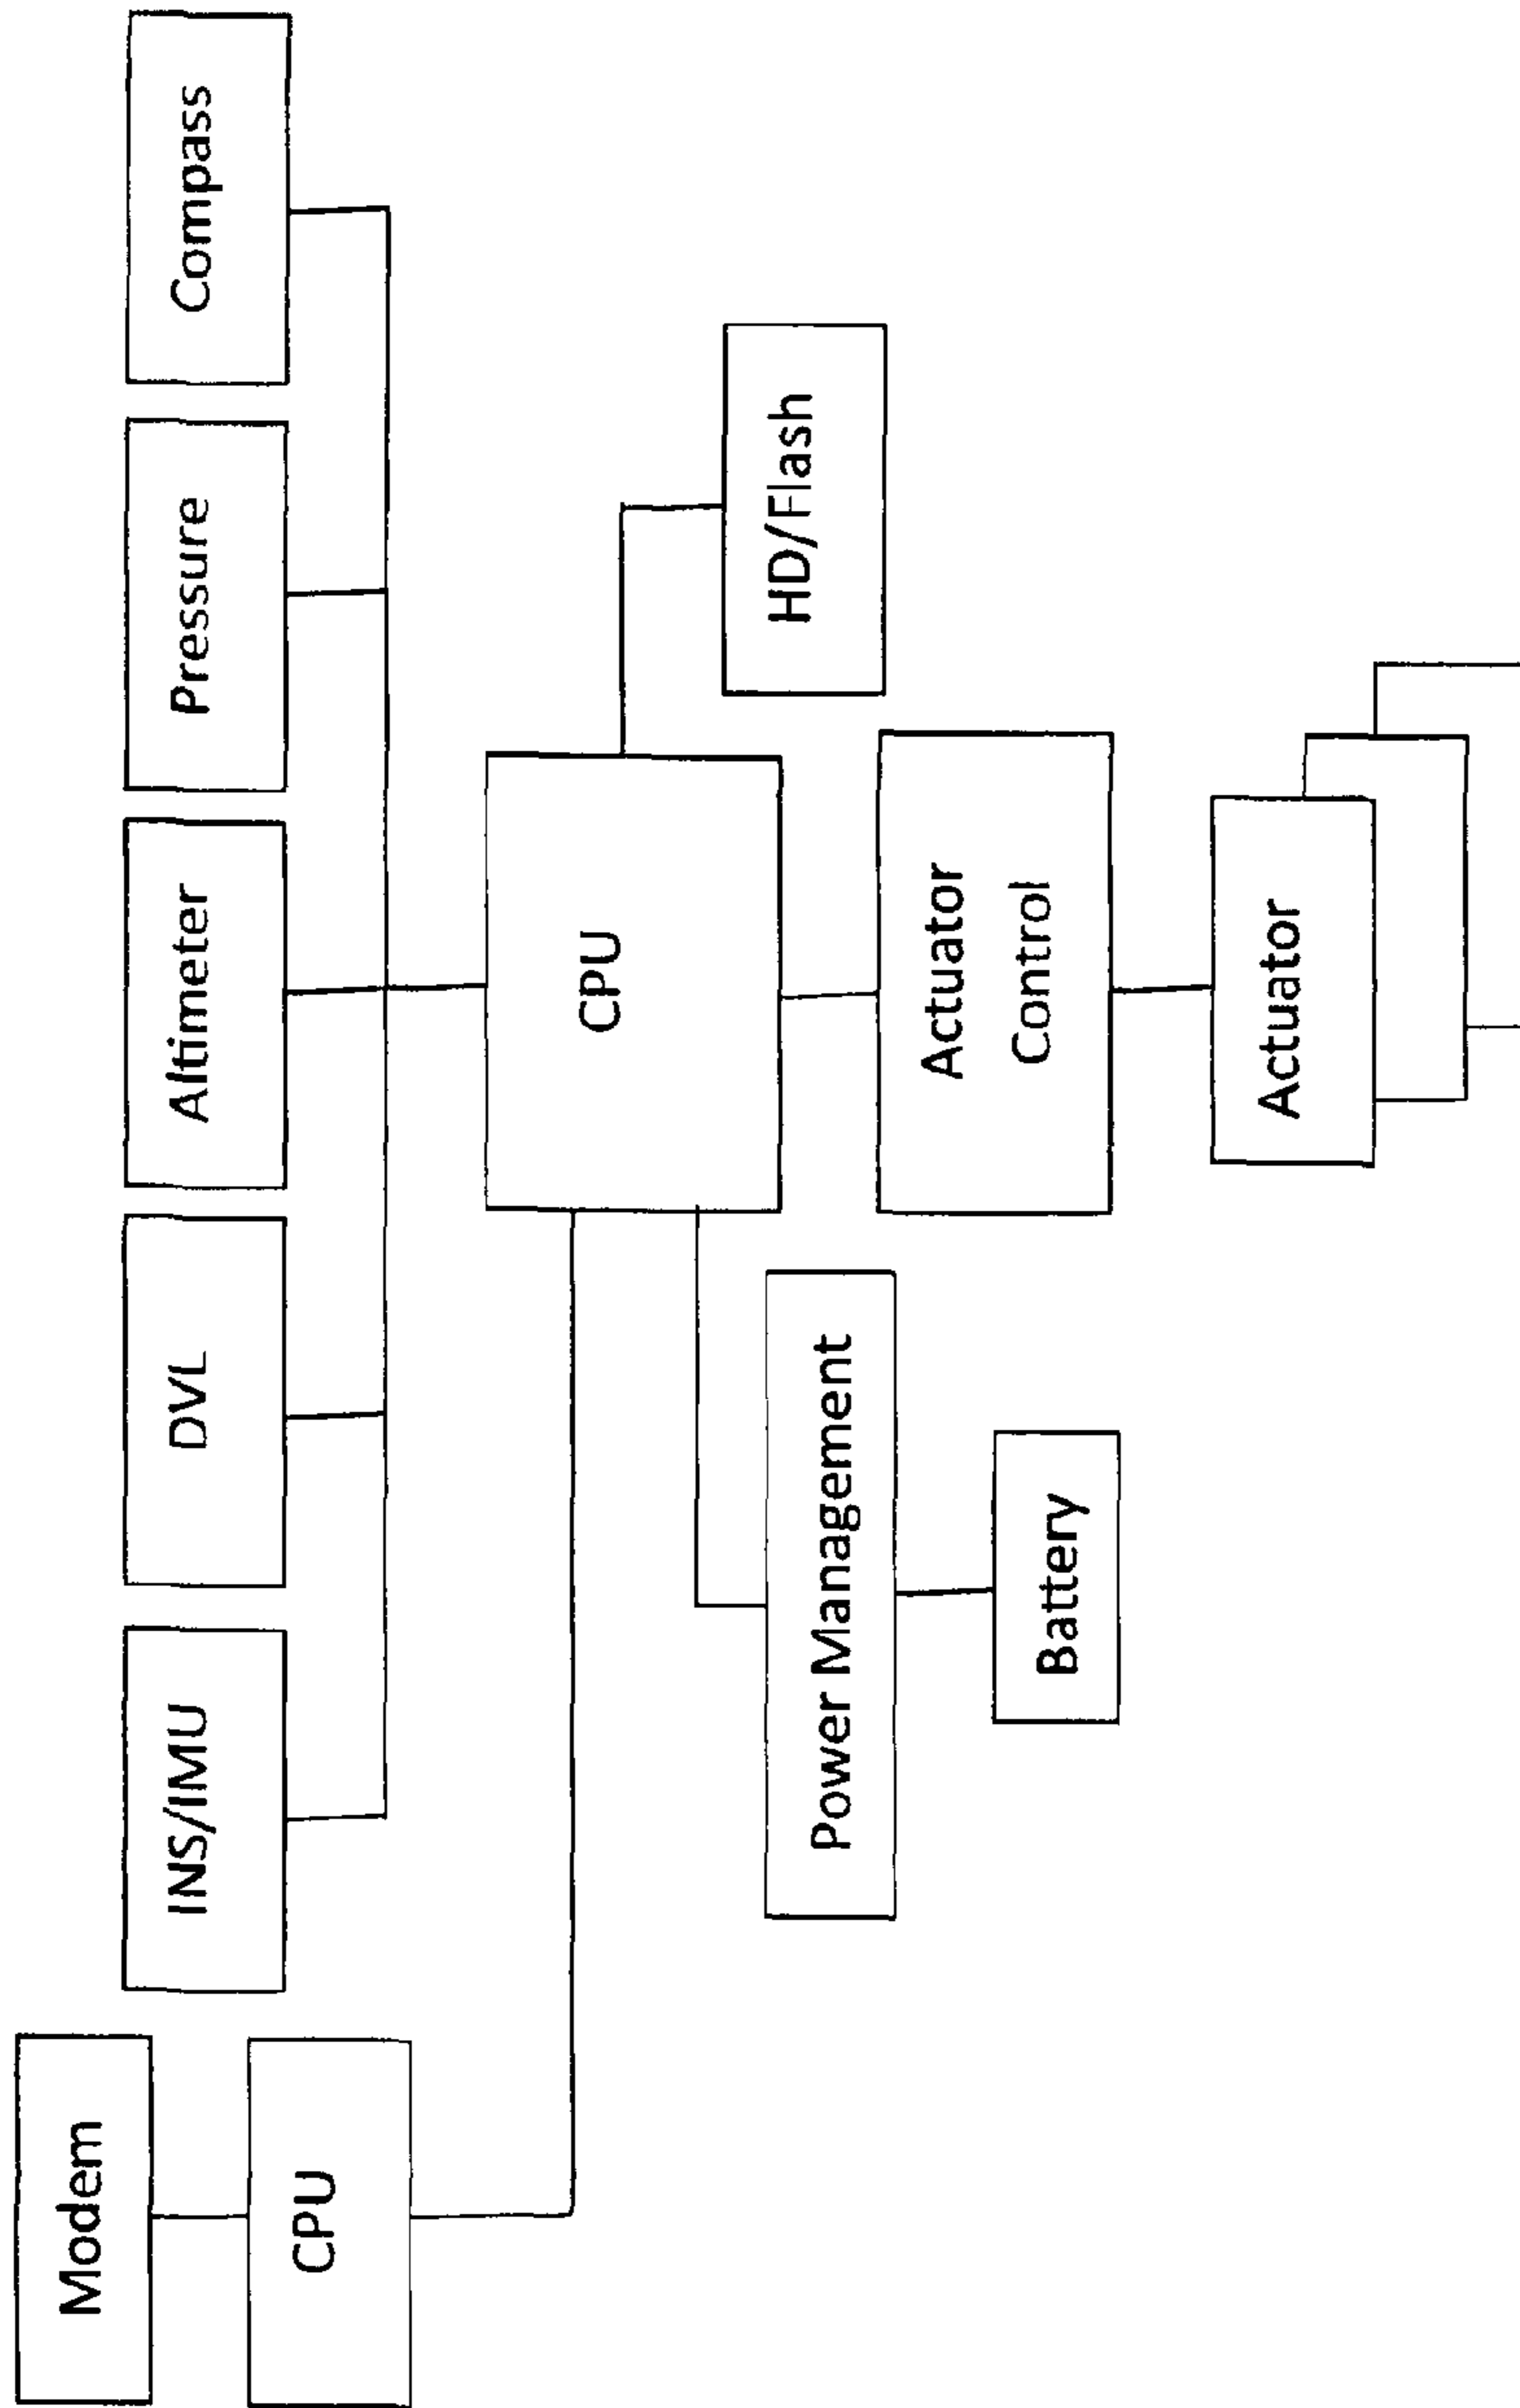 Modem
CPU
INS/IMU
DVL
Altimeter
Pressure
Compass
CPU
HD/Flash
Power Management
Battery
Actuator
Control
Actuator